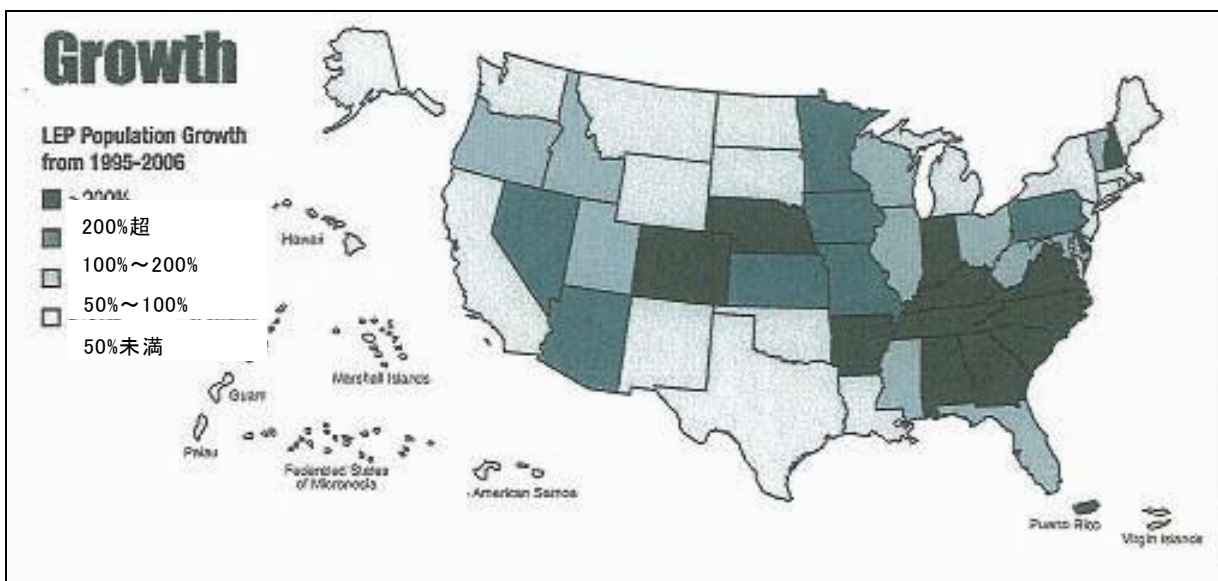 Growth
LEP Population Growth
from 1995-2006
200%超
100%～200%
50%～100%
50%未満
Hawaii
Marshall Islands
Guam
Palau
Federated States
of Micronesia
American Samoa
Puerto Rico
Virgin Islands